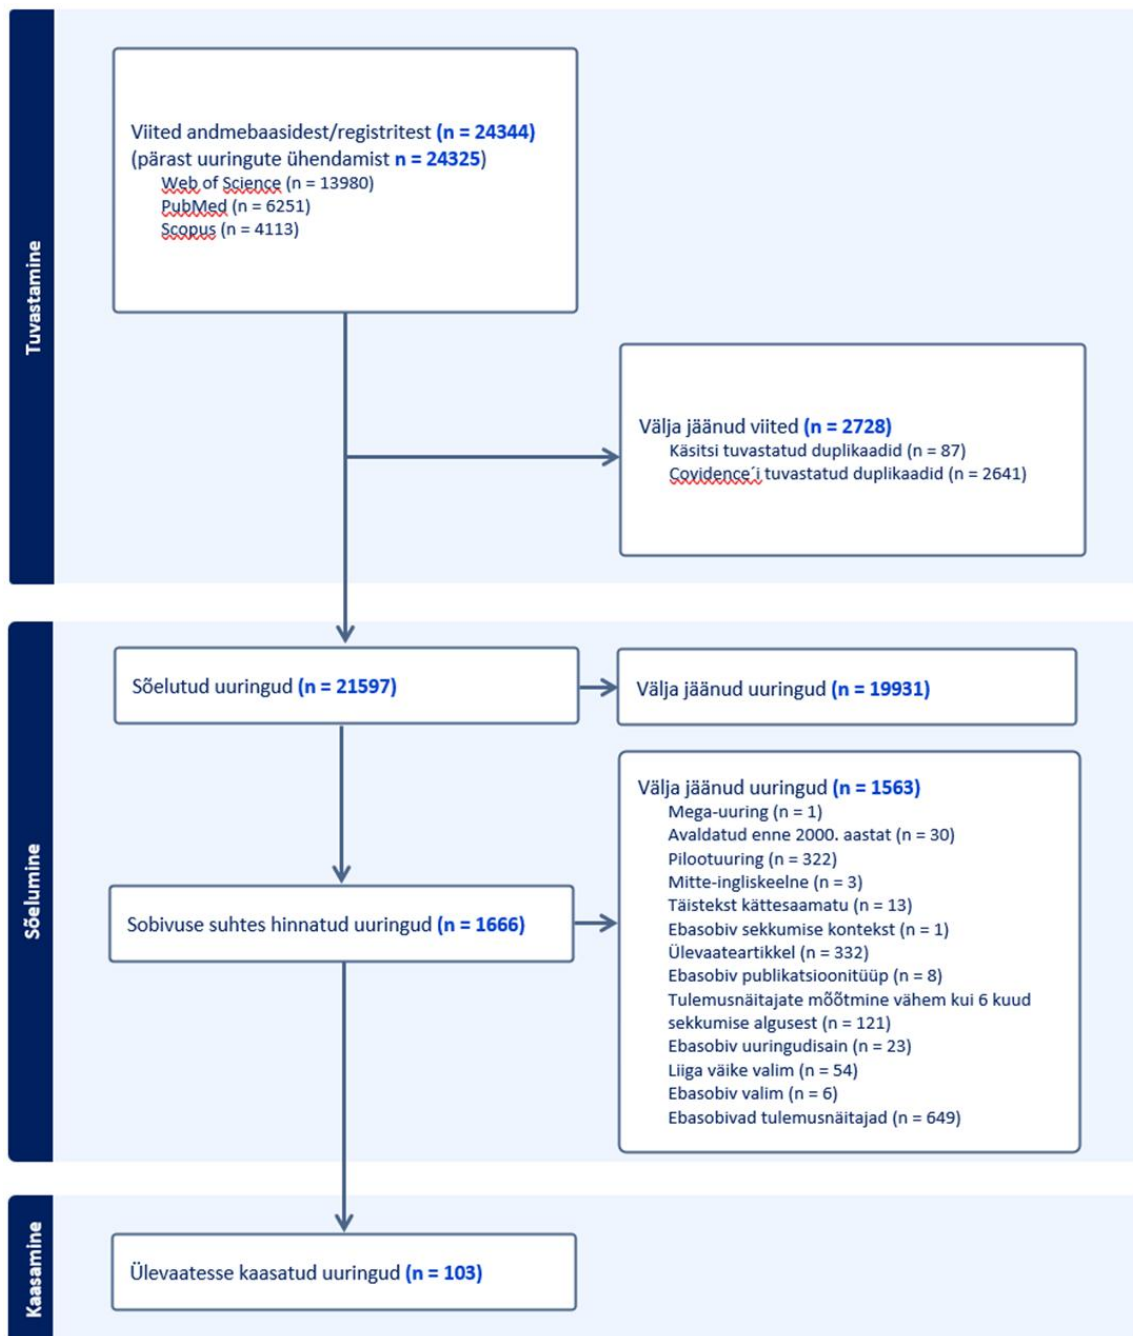 Tuvastamine
Viited andmebaasidest/registritest (n = 24344)
(pärast uuringute ühendamist n = 24325)
Web of Science (n = 13980)
PubMed (n = 6251)
Scopus (n = 4113)
Välja jäänud viited (n = 2728)
Käsitsi tuvastatud duplikaadid (n = 87)
Covidence´i tuvastatud duplikaadid (n = 2641)
Sõelumine
Sõelutud uuringud (n = 21597)
Välja jäänud uuringud (n = 19931)
Sobivuse suhtes hinnatud uuringud (n = 1666)
Välja jäänud uuringud (n = 1563)
Mega-uuring (n = 1)
Avaldatud enne 2000. aastat (n = 30)
Pilootuuring (n = 322)
Mitte-ingliskeelne (n = 3)
Täistekst kättesaamatu (n = 13)
Ebasobiv sekkumise kontekst (n = 1)
Ülevaateartikkel (n = 332)
Ebasobiv publikatsioonitüüp (n = 8)
Tulemusnäitajate mõõtmine vähem kui 6 kuud
sekkumise algusest (n = 121)
Ebasobiv uuringudisain (n = 23)
Liiga väike valim (n = 54)
Ebasobiv valim (n = 6)
Ebasobivad tulemusnäitajad (n = 649)
Kaasamine
Ülevaatesse kaasatud uuringud (n = 103)